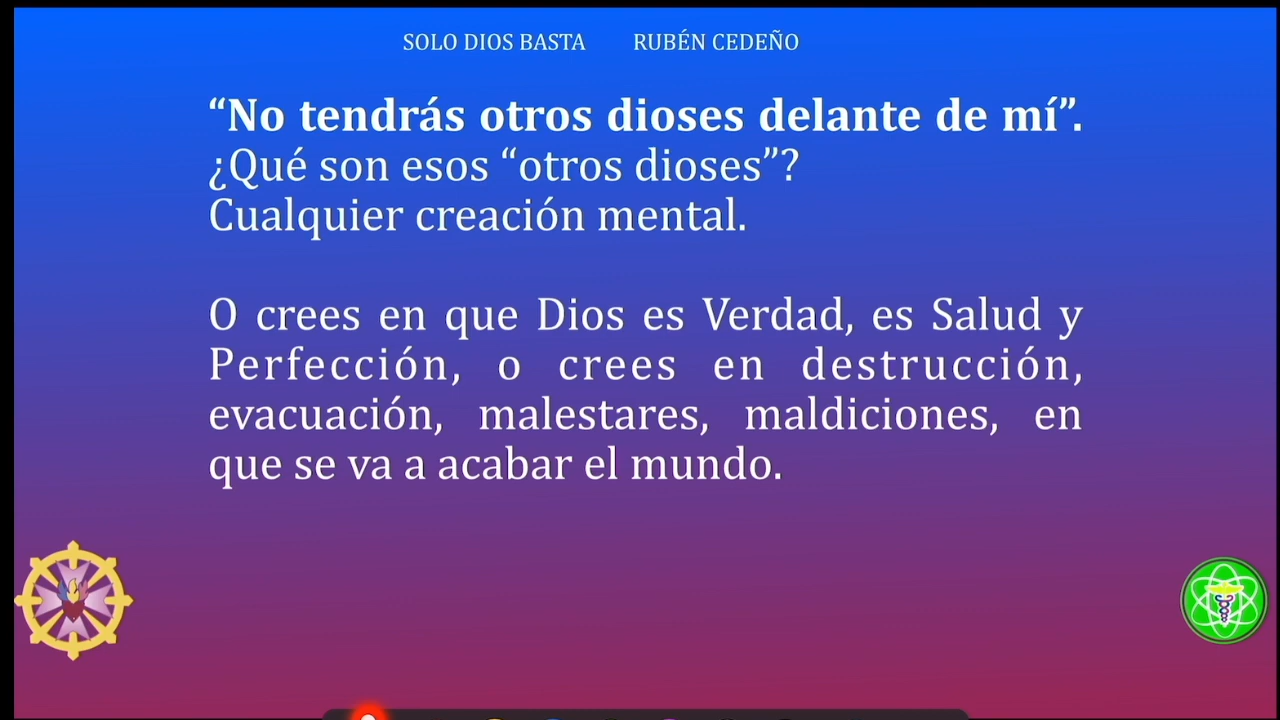 SOLO DIOS BASTA RUBÉN CEDEÑO
“No tendrás otros dioses delante de mí”.
¿Qué son esos “otros dioses”?
Cualquier creación mental.
O crees en que Dios es Verdad, es Salud y
Perfección, o crees en destrucción,
evacuación, malestares, maldiciones, en
que se va a acabar el mundo.